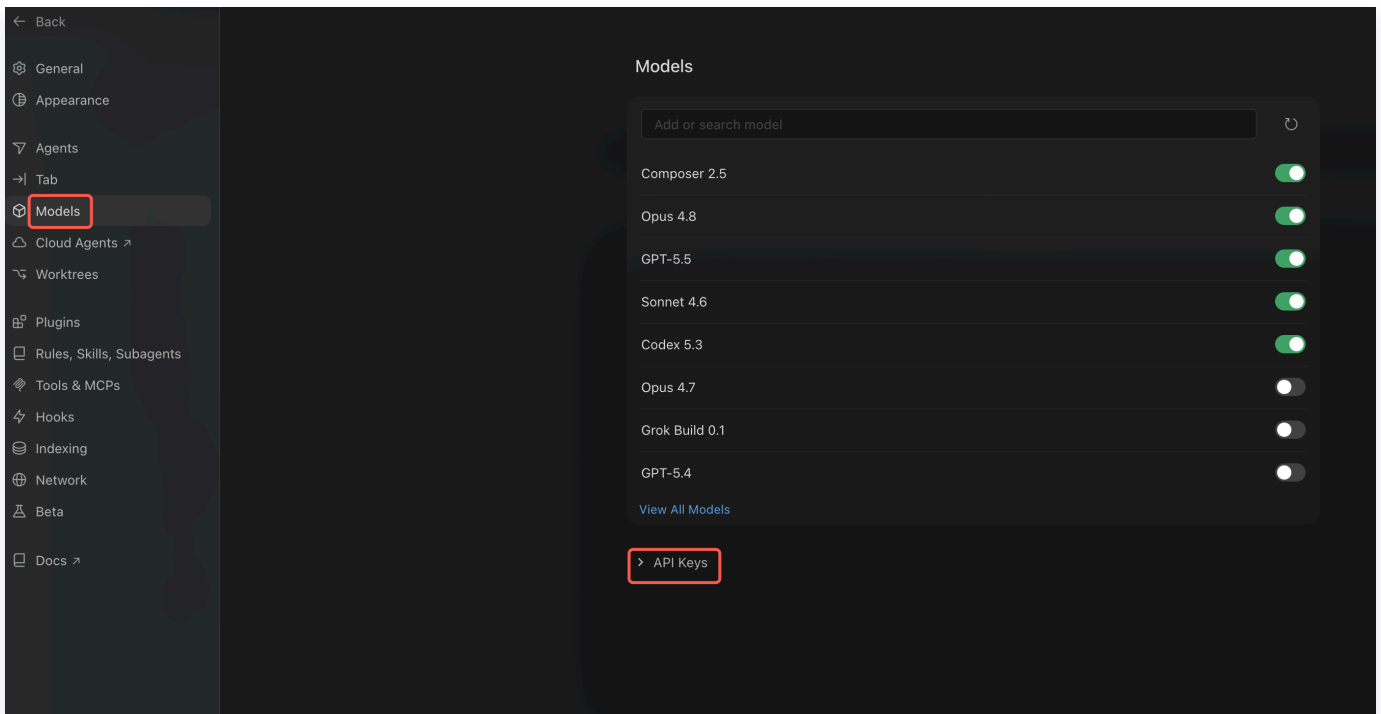 Back
General
Appearance
Agents
Tab
Models
Cloud Agents
Worktrees
Plugins
Rules, Skills, Subagents
Tools & MCPs
Hooks
Indexing
Network
Beta
Docs
Models
Add or search model
Composer 2.5
Opus 4.8
GPT-5.5
Sonnet 4.6
Codex 5.3
Opus 4.7
Grok Build 0.1
GPT-5.4
View All Models
API Keys